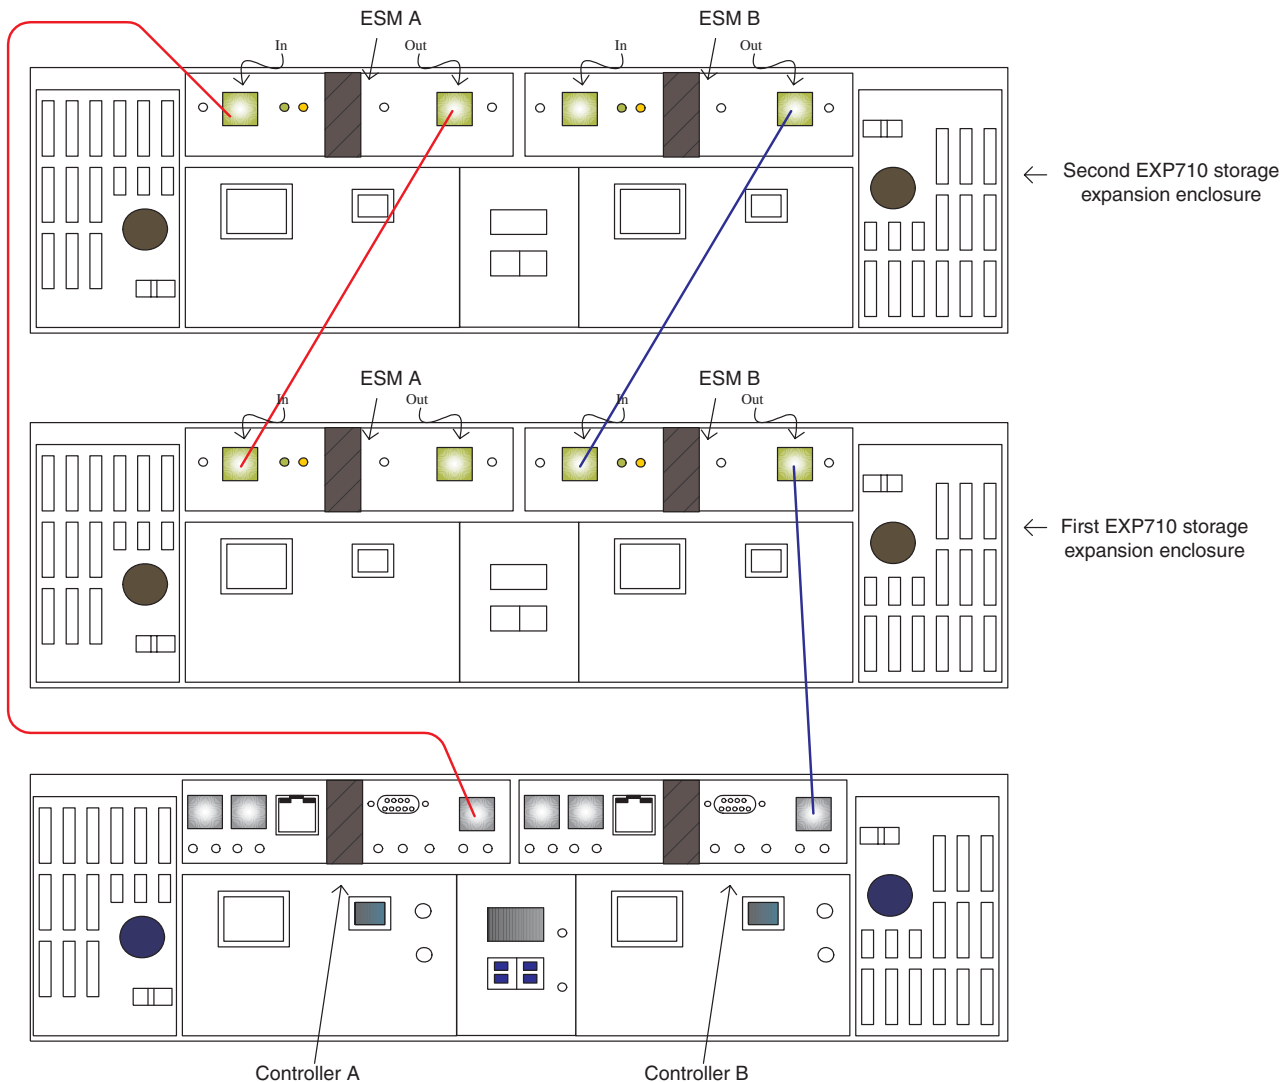 ESM A
ESM B
In
Out
In
Out
Second EXP710 storage
expansion enclosure
ESM A
ESM B
In
Out
In
Out
First EXP710 storage
expansion enclosure
Controller A
Controller B